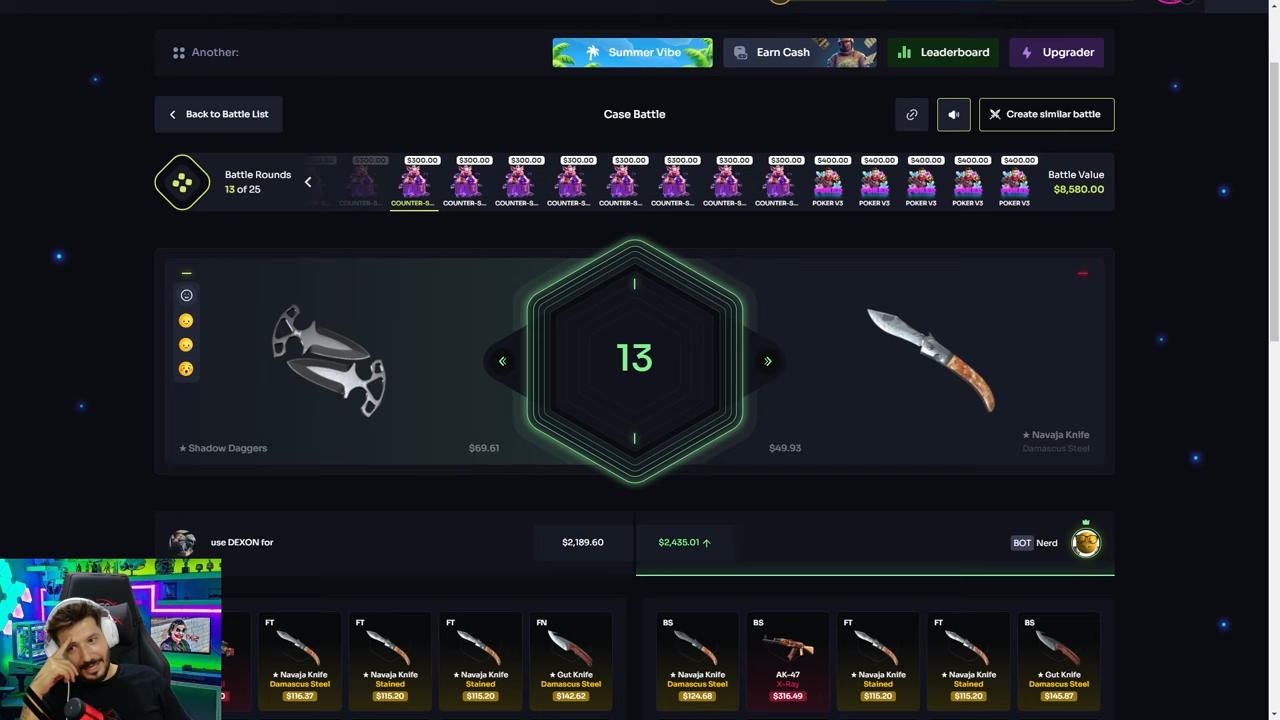 Another:
Summer Vibe
Earn Cash
Leaderboard
Upgrader
Back to Battle List
Case Battle
Create similar battle
Battle Rounds
13 of 25
$300.00 $300.00 $300.00 $300.00 $300.00 $300.00 $300.00 $300.00 $300.00 $400.00 $400.00 $400.00 $400.00 $400.00
COUNTER-S... COUNTER-S... COUNTER-S... COUNTER-S... COUNTER-S... COUNTER-S... COUNTER-S... COUNTER-S... COUNTER-S... POKER V3 POKER V3 POKER V3 POKER V3 POKER V3
Battle Value
$8,580.00
13
★ Shadow Daggers
$69.61
$49.93
★ Navaja Knife
Damascus Steel
use DEXON for
$2,189.60
$2,435.01
BOT Nerd
FT
★ Navaja Knife
Damascus Steel
$116.37
FT
★ Navaja Knife
Stained
$115.20
FT
★ Navaja Knife
Stained
$115.20
FN
★ Gut Knife
Damascus Steel
$142.62
BS
★ Navaja Knife
Damascus Steel
$124.68
BS
AK-47
X-Ray
$316.49
FT
★ Navaja Knife
Stained
$115.20
FT
★ Navaja Knife
Stained
$115.20
BS
★ Gut Knife
Damascus Steel
$145.87